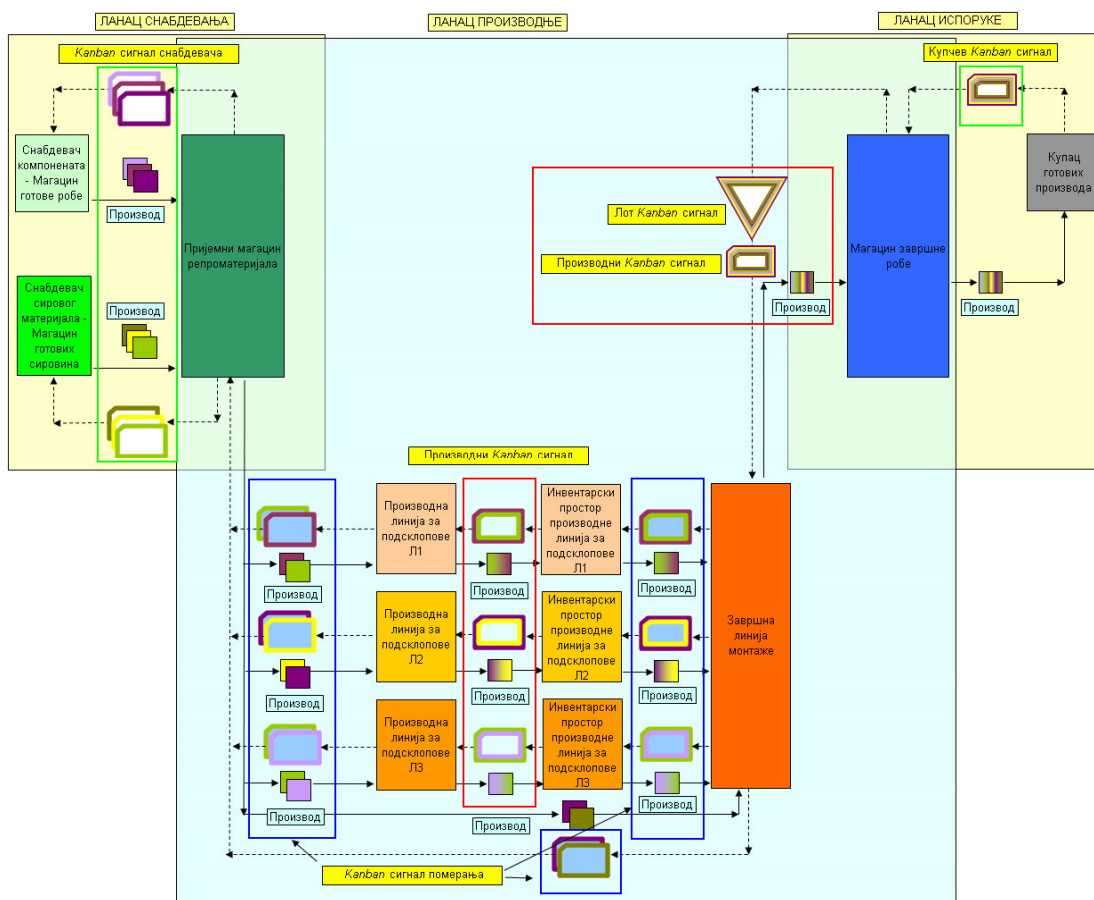 ЛАНАЦ СНАБДЕВАЊА
ЛАНАЦ ПРОИЗВОДЊЕ
ЛАНАЦ ИСПОРУКЕ
Kanban сигнал снабдевача
Купчев Kanban сигнал
Снабдевач
компонената
- Магацин
готове робе
Производ
Пријемни магацин
репроматеријала
Снабдевач
сировог
материјала -
Магацин
готових
сировина
Производ
Лот Kanban сигнал
Производни Kanban сигнал
Производ
Магацин завршне
робе
Производ
Купац
готових
производа
Производни Kanban сигнал
Производна
линија за
подсклопове
Л1
Инвентарски
простор
производне
линија за
подсклопове
Л1
Производ
Производ
Производ
Производна
линија за
подсклопове
Л2
Инвентарски
простор
производне
линија за
подсклопове
Л2
Производ
Производ
Производ
Завршна
линија
монтаже
Производна
линија за
подсклопове
Л3
Инвентарски
простор
производне
линија за
подсклопове
Л3
Производ
Производ
Производ
Производ
Kanban сигнал померања